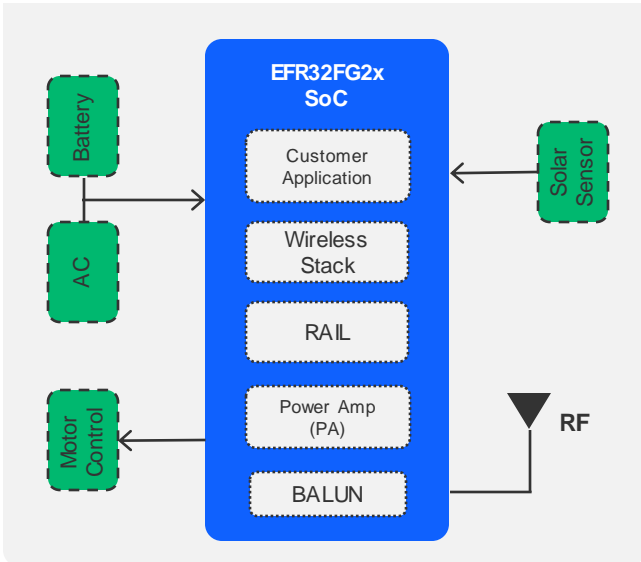 EFR32FG2x
SoC
Battery
Customer
Application
Solar
Sensor
AC
Wireless
Stack
RAIL
Motor
Control
Power Amp
(PA)
RF
BALUN